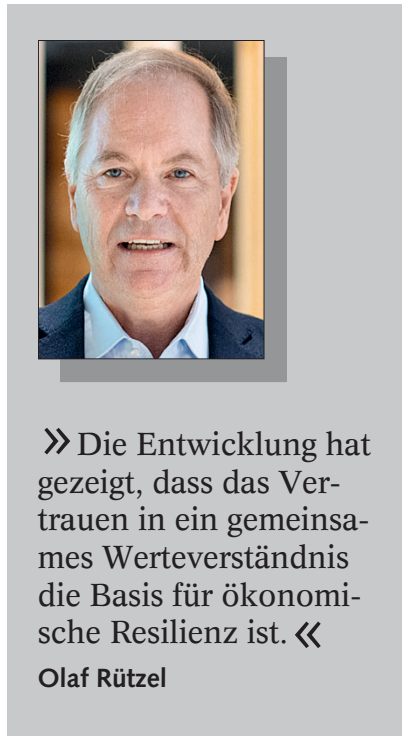 » Die Entwicklung hat
gezeigt, dass das Ver-
trauen in ein gemeinsa-
mes Werteverständnis
die Basis für ökonomi-
sche Resilienz ist. «
Olaf Rützel